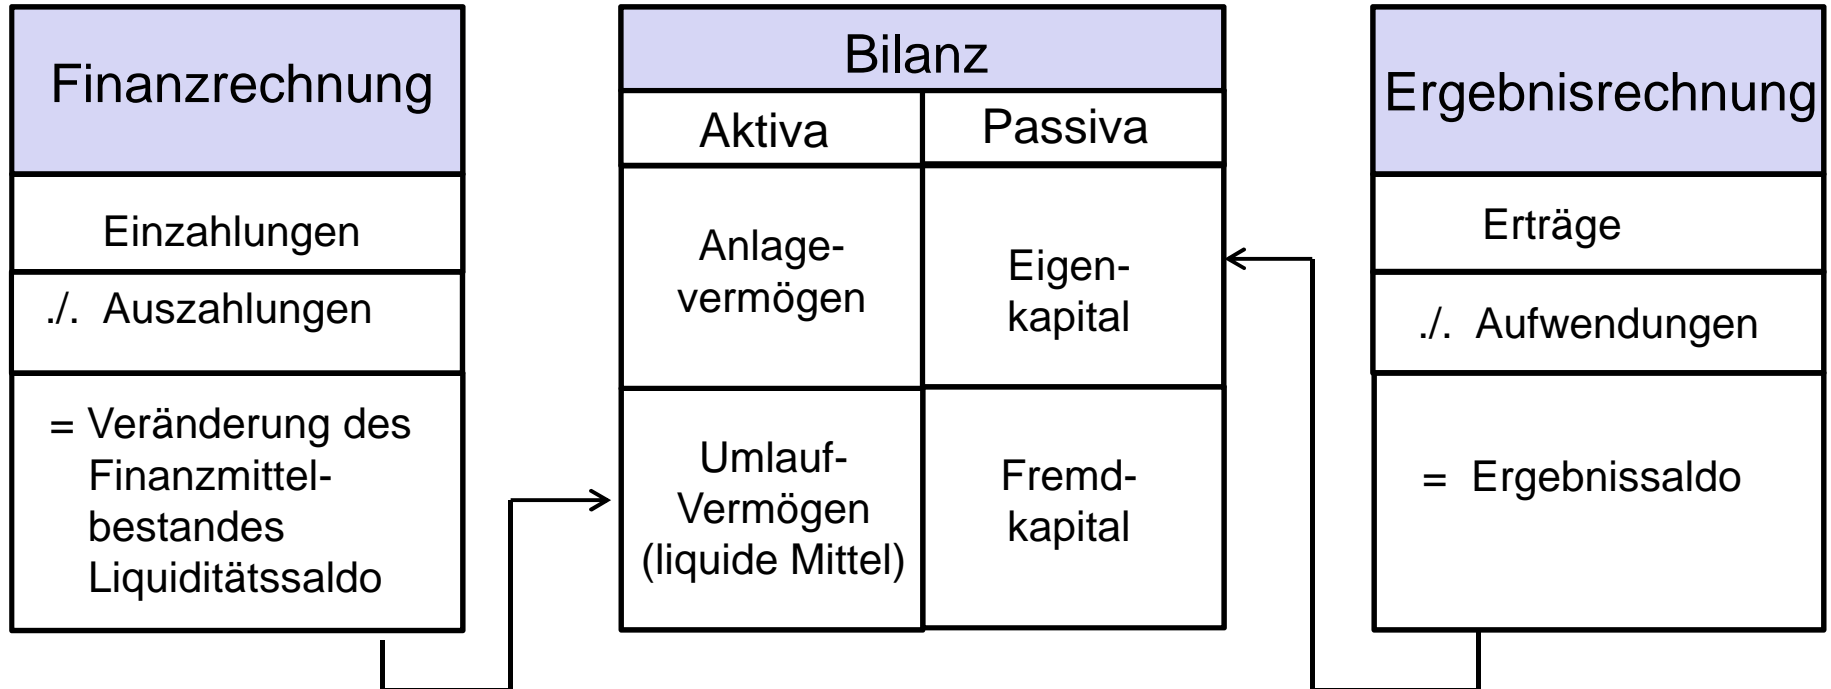 Finanzrechnung
Einzahlungen
./. Auszahlungen
= Veränderung des
Finanzmittel-
bestandes
Liquiditätssaldo
Bilanz
Aktiva
Passiva
Anlage-
vermögen
Eigen-
kapital
Umlauf-
Vermögen
(liquide Mittel)
Fremd-
kapital
Ergebnisrechnung
Erträge
./. Aufwendungen
= Ergebnissaldo